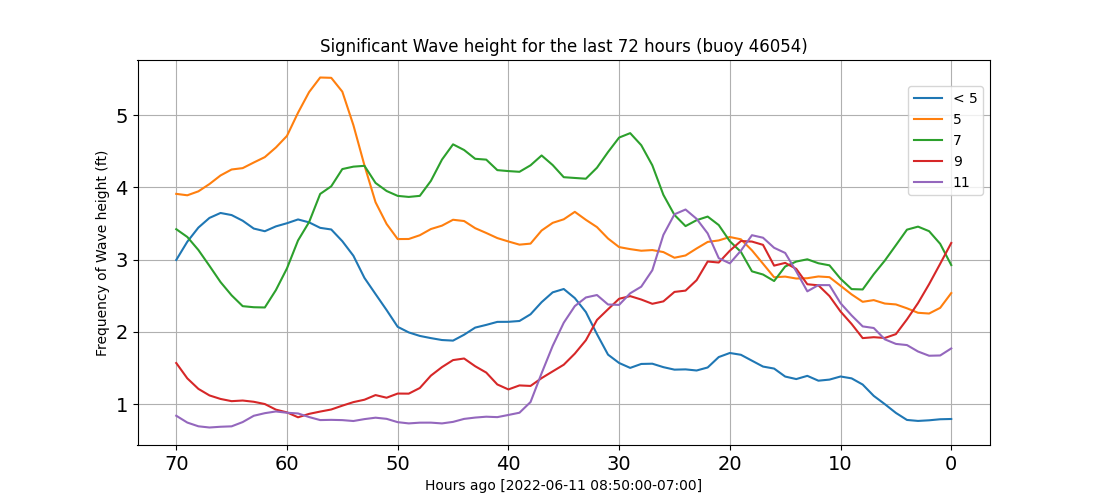 Significant Wave height for the last 72 hours (buoy 46054)
Frequency of Wave height (ft)
5
4
3
2
1
< 5
5
7
9
11
70 60 50 40 30 20 10 0
Hours ago [2022-06-11 08:50:00-07:00]